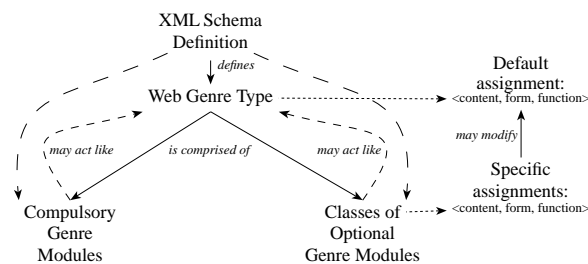 XML Schema
Definition
defines
Web Genre Type
Default
assignment:
<content, form, function>
may act like
is comprised of
may act like
may modify
Compulsory
Genre
Modules
Classes of
Optional
Genre Modules
Specific
assignments:
<content, form, function>